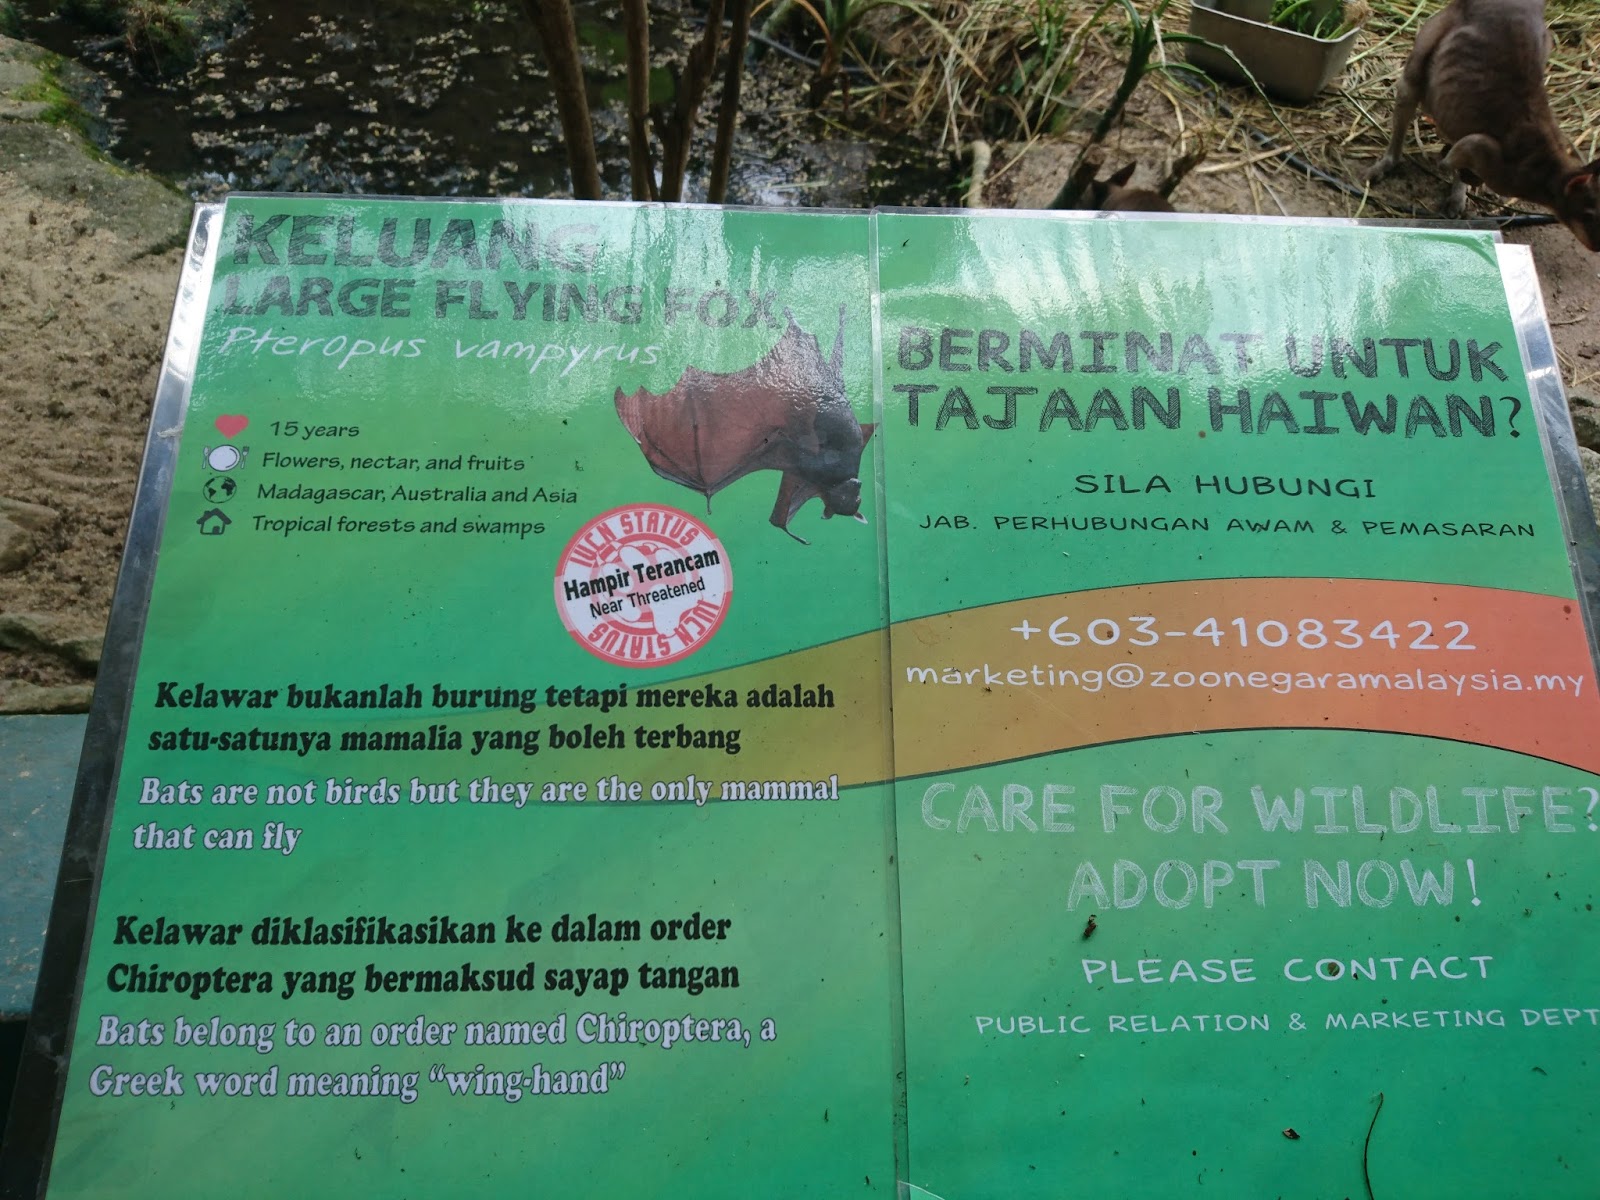 KELUANG
LARGE FLYING FOX
Pteropus vampyrus
15 years
Flowers, nectar, and fruits
Madagascar, Australia and Asia
Tropical forests and swamps
IUCN STATUS
Hampir Terancam
Near Threatened
IUCN STATUS
Kelawar bukanlah burung tetapi mereka adalah
satu-satunya mamalia yang boleh terbang
Bats are not birds but they are the only mammal
that can fly
Kelawar diklasifikasikan ke dalam order
Chiroptera yang bermaksud sayap tangan
Bats belong to an order named Chiroptera, a
Greek word meaning “wing-hand”
BERMINAT UNTUK
TAJAAN HAIWAN?
SILA HUBUNGI
JAB. PERHUBUNGAN AWAM & PEMASARAN
+603-41083422
marketing@zoonegaramalaysia.my
CARE FOR WILDLIFE?
ADOPT NOW!
PLEASE CONTACT
PUBLIC RELATION & MARKETING DEPT